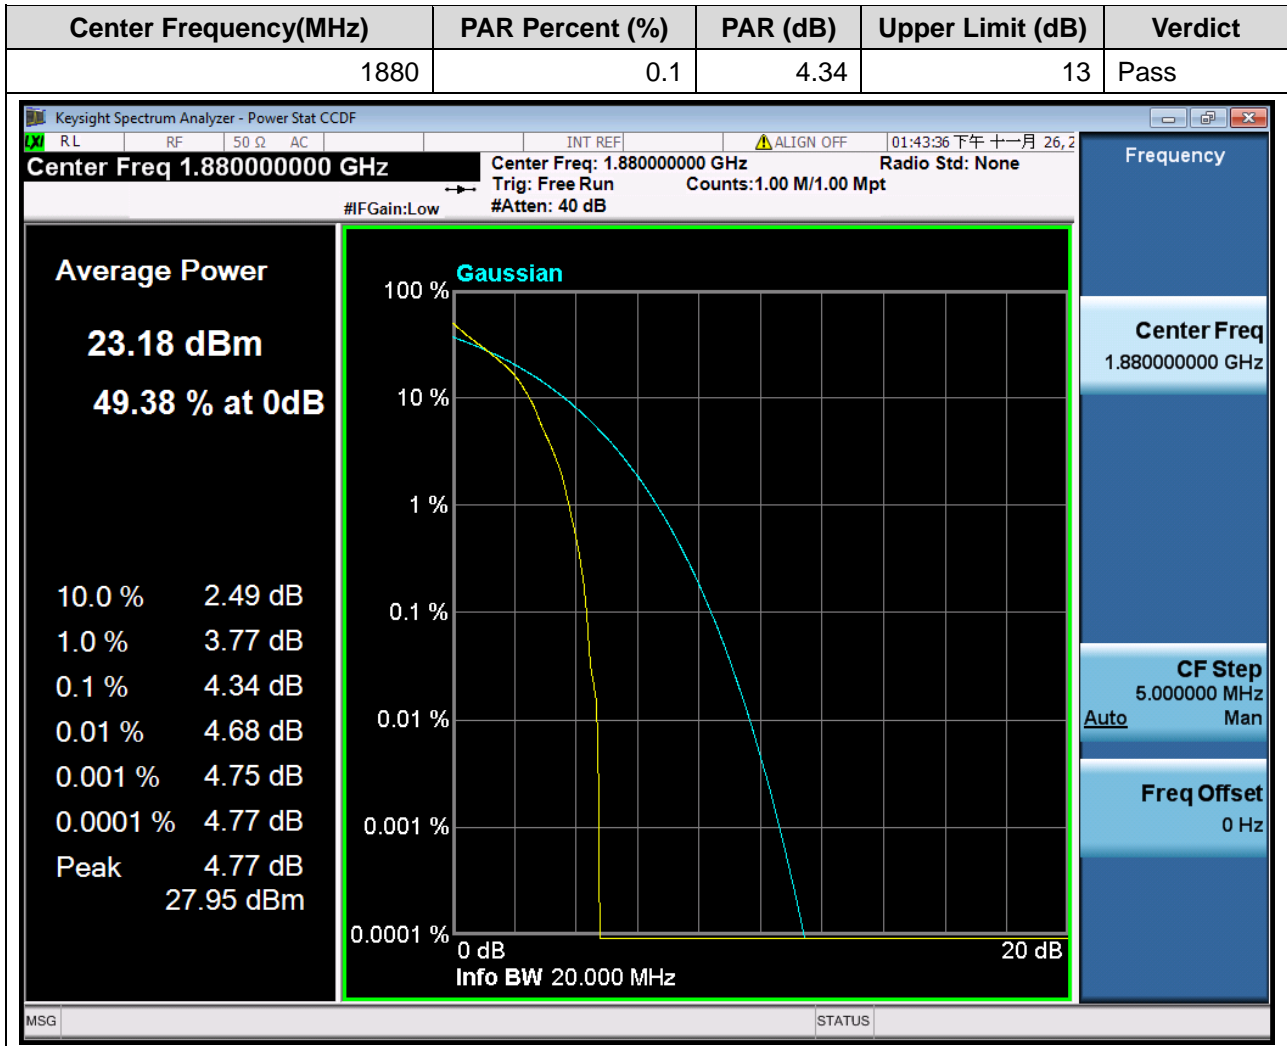 Center Frequency(MHz) PAR Percent (%) PAR (dB) Upper Limit (dB) Verdict
1880 0.1 4.34 13 Pass
Keysight Spectrum Analyzer - Power Stat CCDF
LXI RL RF 50 Ω AC INT REF ALIGN OFF 01:43:36 下午 十一月 26, 2
Center Freq 1.880000000 GHz
Center Freq: 1.880000000 GHz Radio Std: None
Trig: Free Run Counts:1.00 M/1.00 Mpt
#IFGain:Low #Atten: 40 dB
Average Power
23.18 dBm
49.38 % at 0dB
10.0 % 2.49 dB
1.0 % 3.77 dB
0.1 % 4.34 dB
0.01 % 4.68 dB
0.001 % 4.75 dB
0.0001 % 4.77 dB
Peak 4.77 dB
27.95 dBm
Gaussian
100 %
10 %
1 %
0.1 %
0.01 %
0.001 %
0.0001 %
0 dB 20 dB
Info BW 20.000 MHz
Frequency
Center Freq
1.880000000 GHz
CF Step
5.000000 MHz
Auto Man
Freq Offset
0 Hz
MSG STATUS